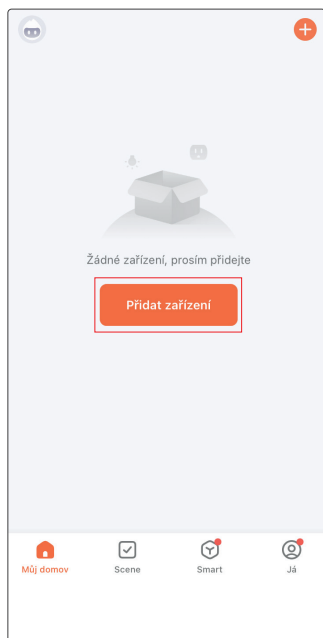 Žádné zařízení, prosím přidejte
Přidat zařízení
Můj domov
Scene
Smart
Já